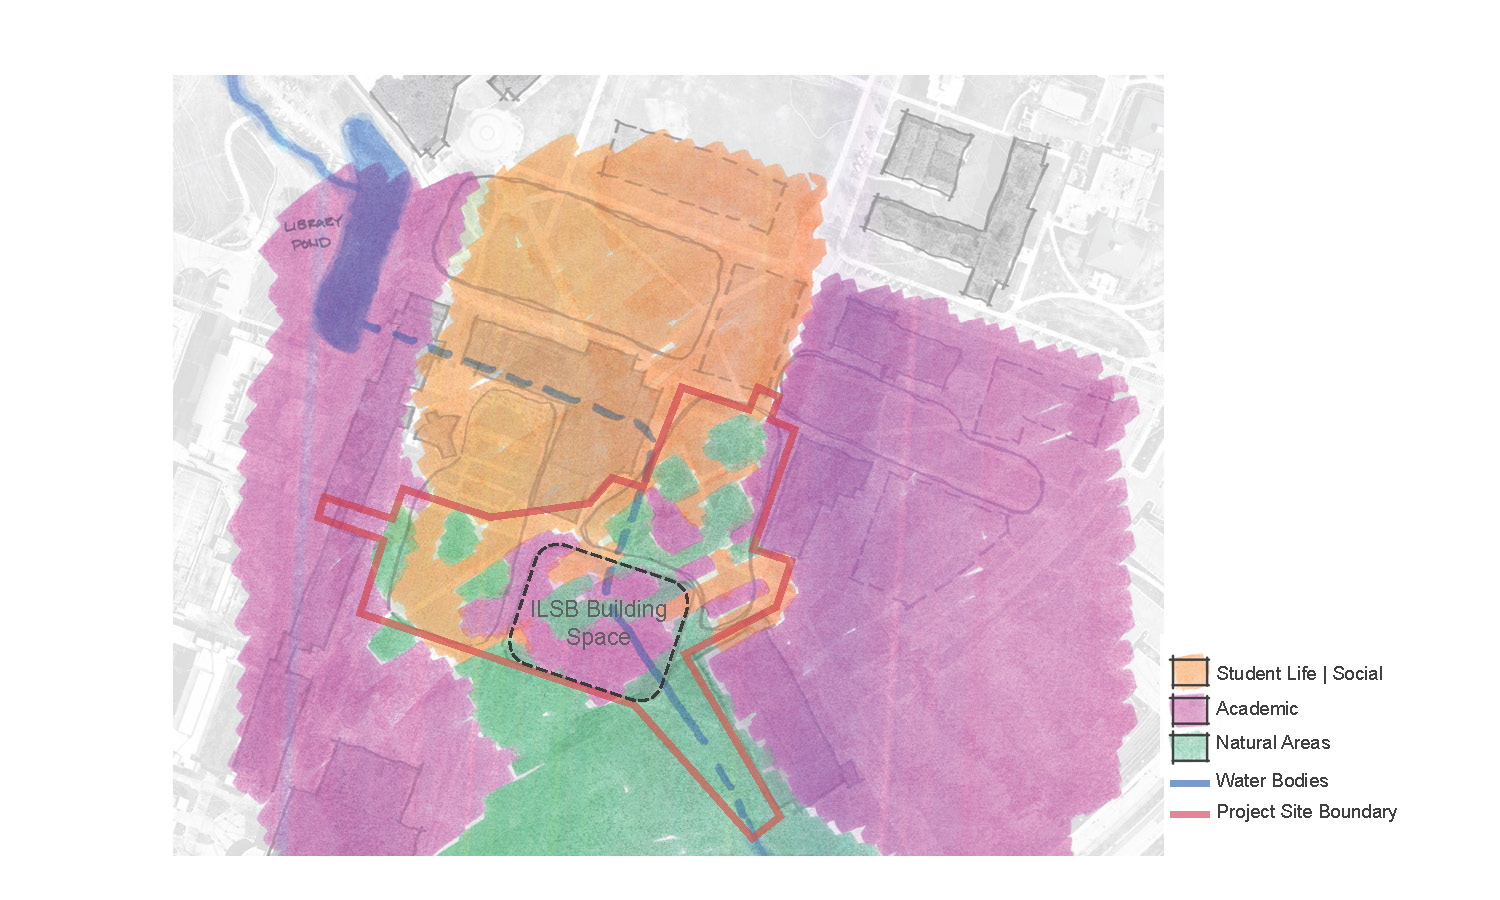 LIBRARY
POND
ILSB Building
Space
Student Life | Social
Academic
Natural Areas
Water Bodies
Project Site Boundary